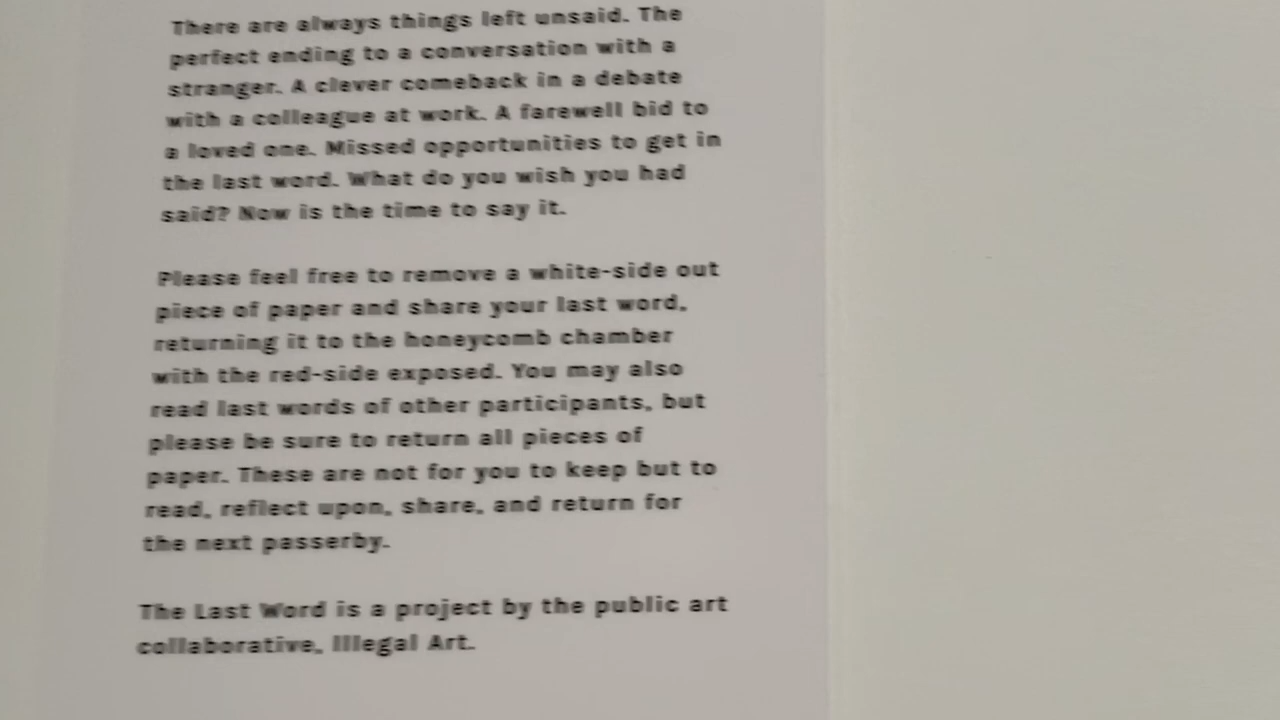 There are always things left unsaid. The
perfect ending to a conversation with a
stranger. A clever comeback in a debate
with a colleague at work. A farewell bid to
a loved one. Missed opportunities to get in
the last word. What do you wish you had
said? Now is the time to say it.
Please feel free to remove a white-side out
piece of paper and share your last word,
returning it to the honeycomb chamber
with the red-side exposed. You may also
read last words of other participants, but
please be sure to return all pieces of
paper. These are not for you to keep but to
read, reflect upon, share, and return for
the next passerby.
The Last Word is a project by the public art
collaborative, Illegal Art.